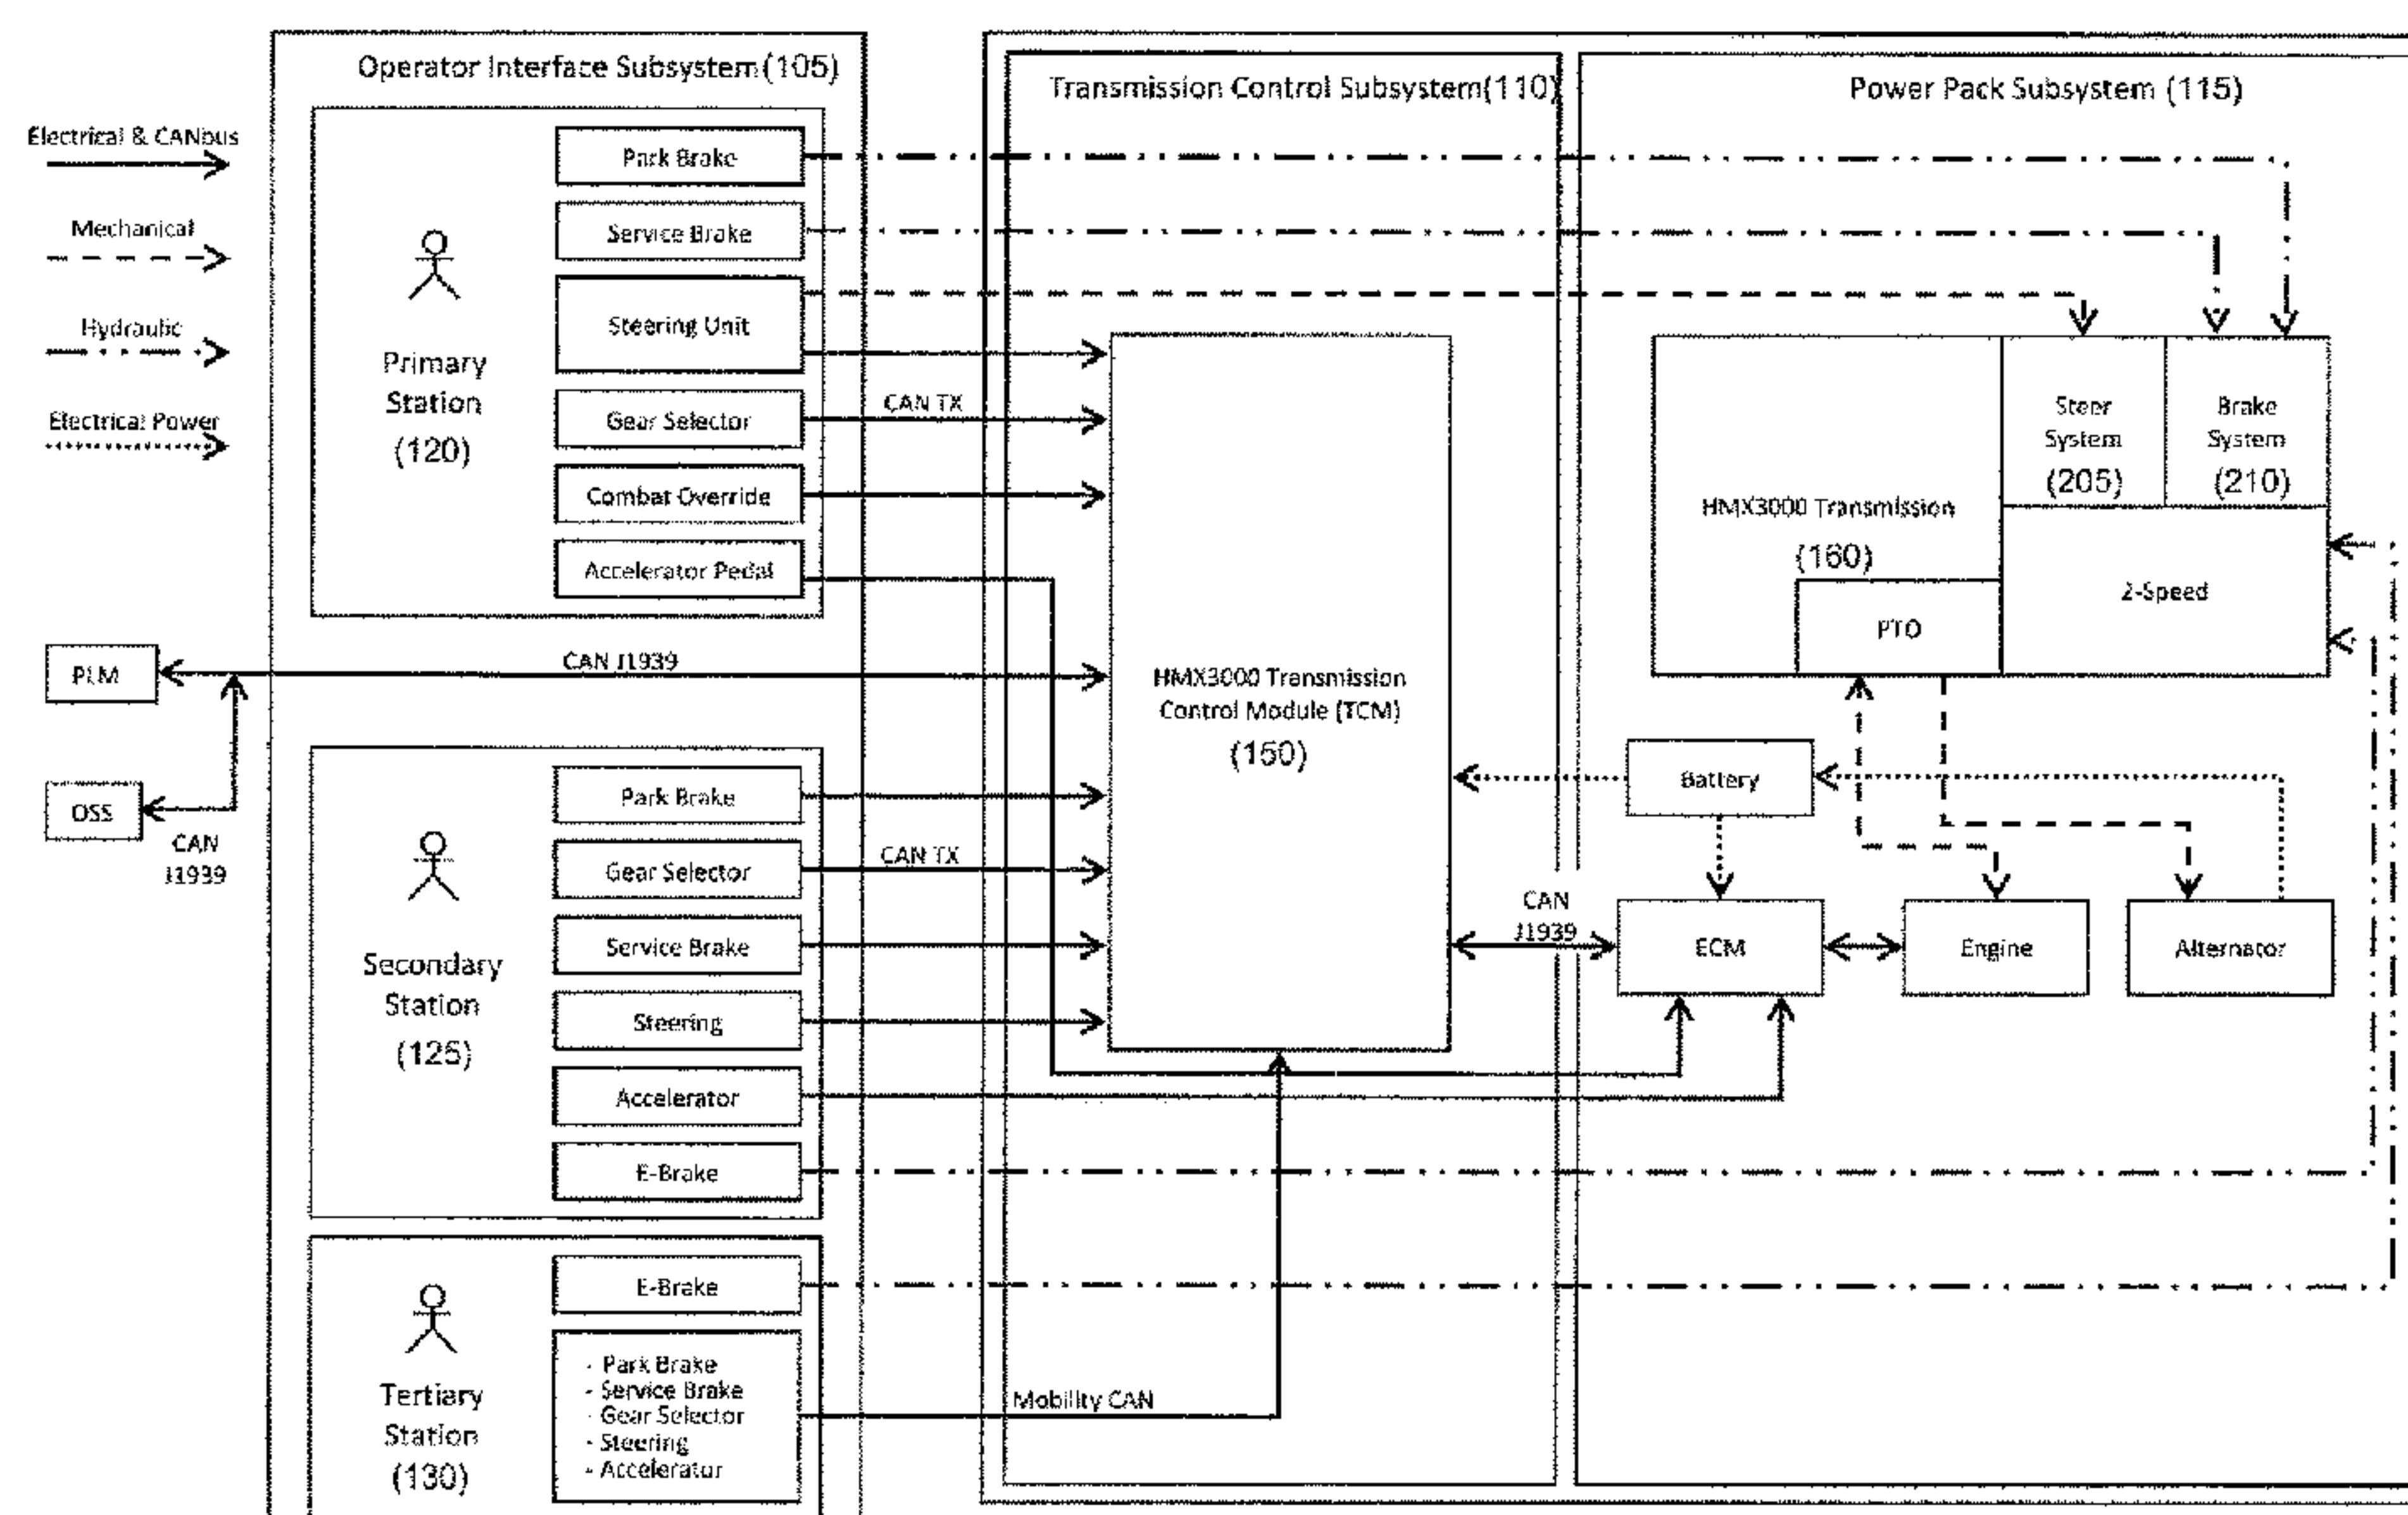 Operator Interface Subsystem(105)
Transmission Control Subsystem(110)
Power Pack Subsystem (115)
Electrical & CANbus
Mechanical
Hydraulic
Electrical Power
Primary
Station
(120)
Park Brake
Service Brake
Steering Unit
Gear Selector
Combat Override
Accelerator Pedal
CAN TX
PLM
CAN J1939
OSS
CAN
J1939
Secondary
Station
(125)
Park Brake
Gear Selector
Service Brake
Steering
Accelerator
E-Brake
CAN TX
Tertiary
Station
(130)
E-Brake
- Park Brake
- Service Brake
- Gear Selector
- Steering
- Accelerator
Mobility CAN
HMX3000 Transmission
Control Module (TCM)
(150)
HMX3000 Transmission
(160)
PTO
Steer
System
(205)
Brake
System
(210)
2-Speed
Battery
CAN
J1939
ECM
Engine
Alternator